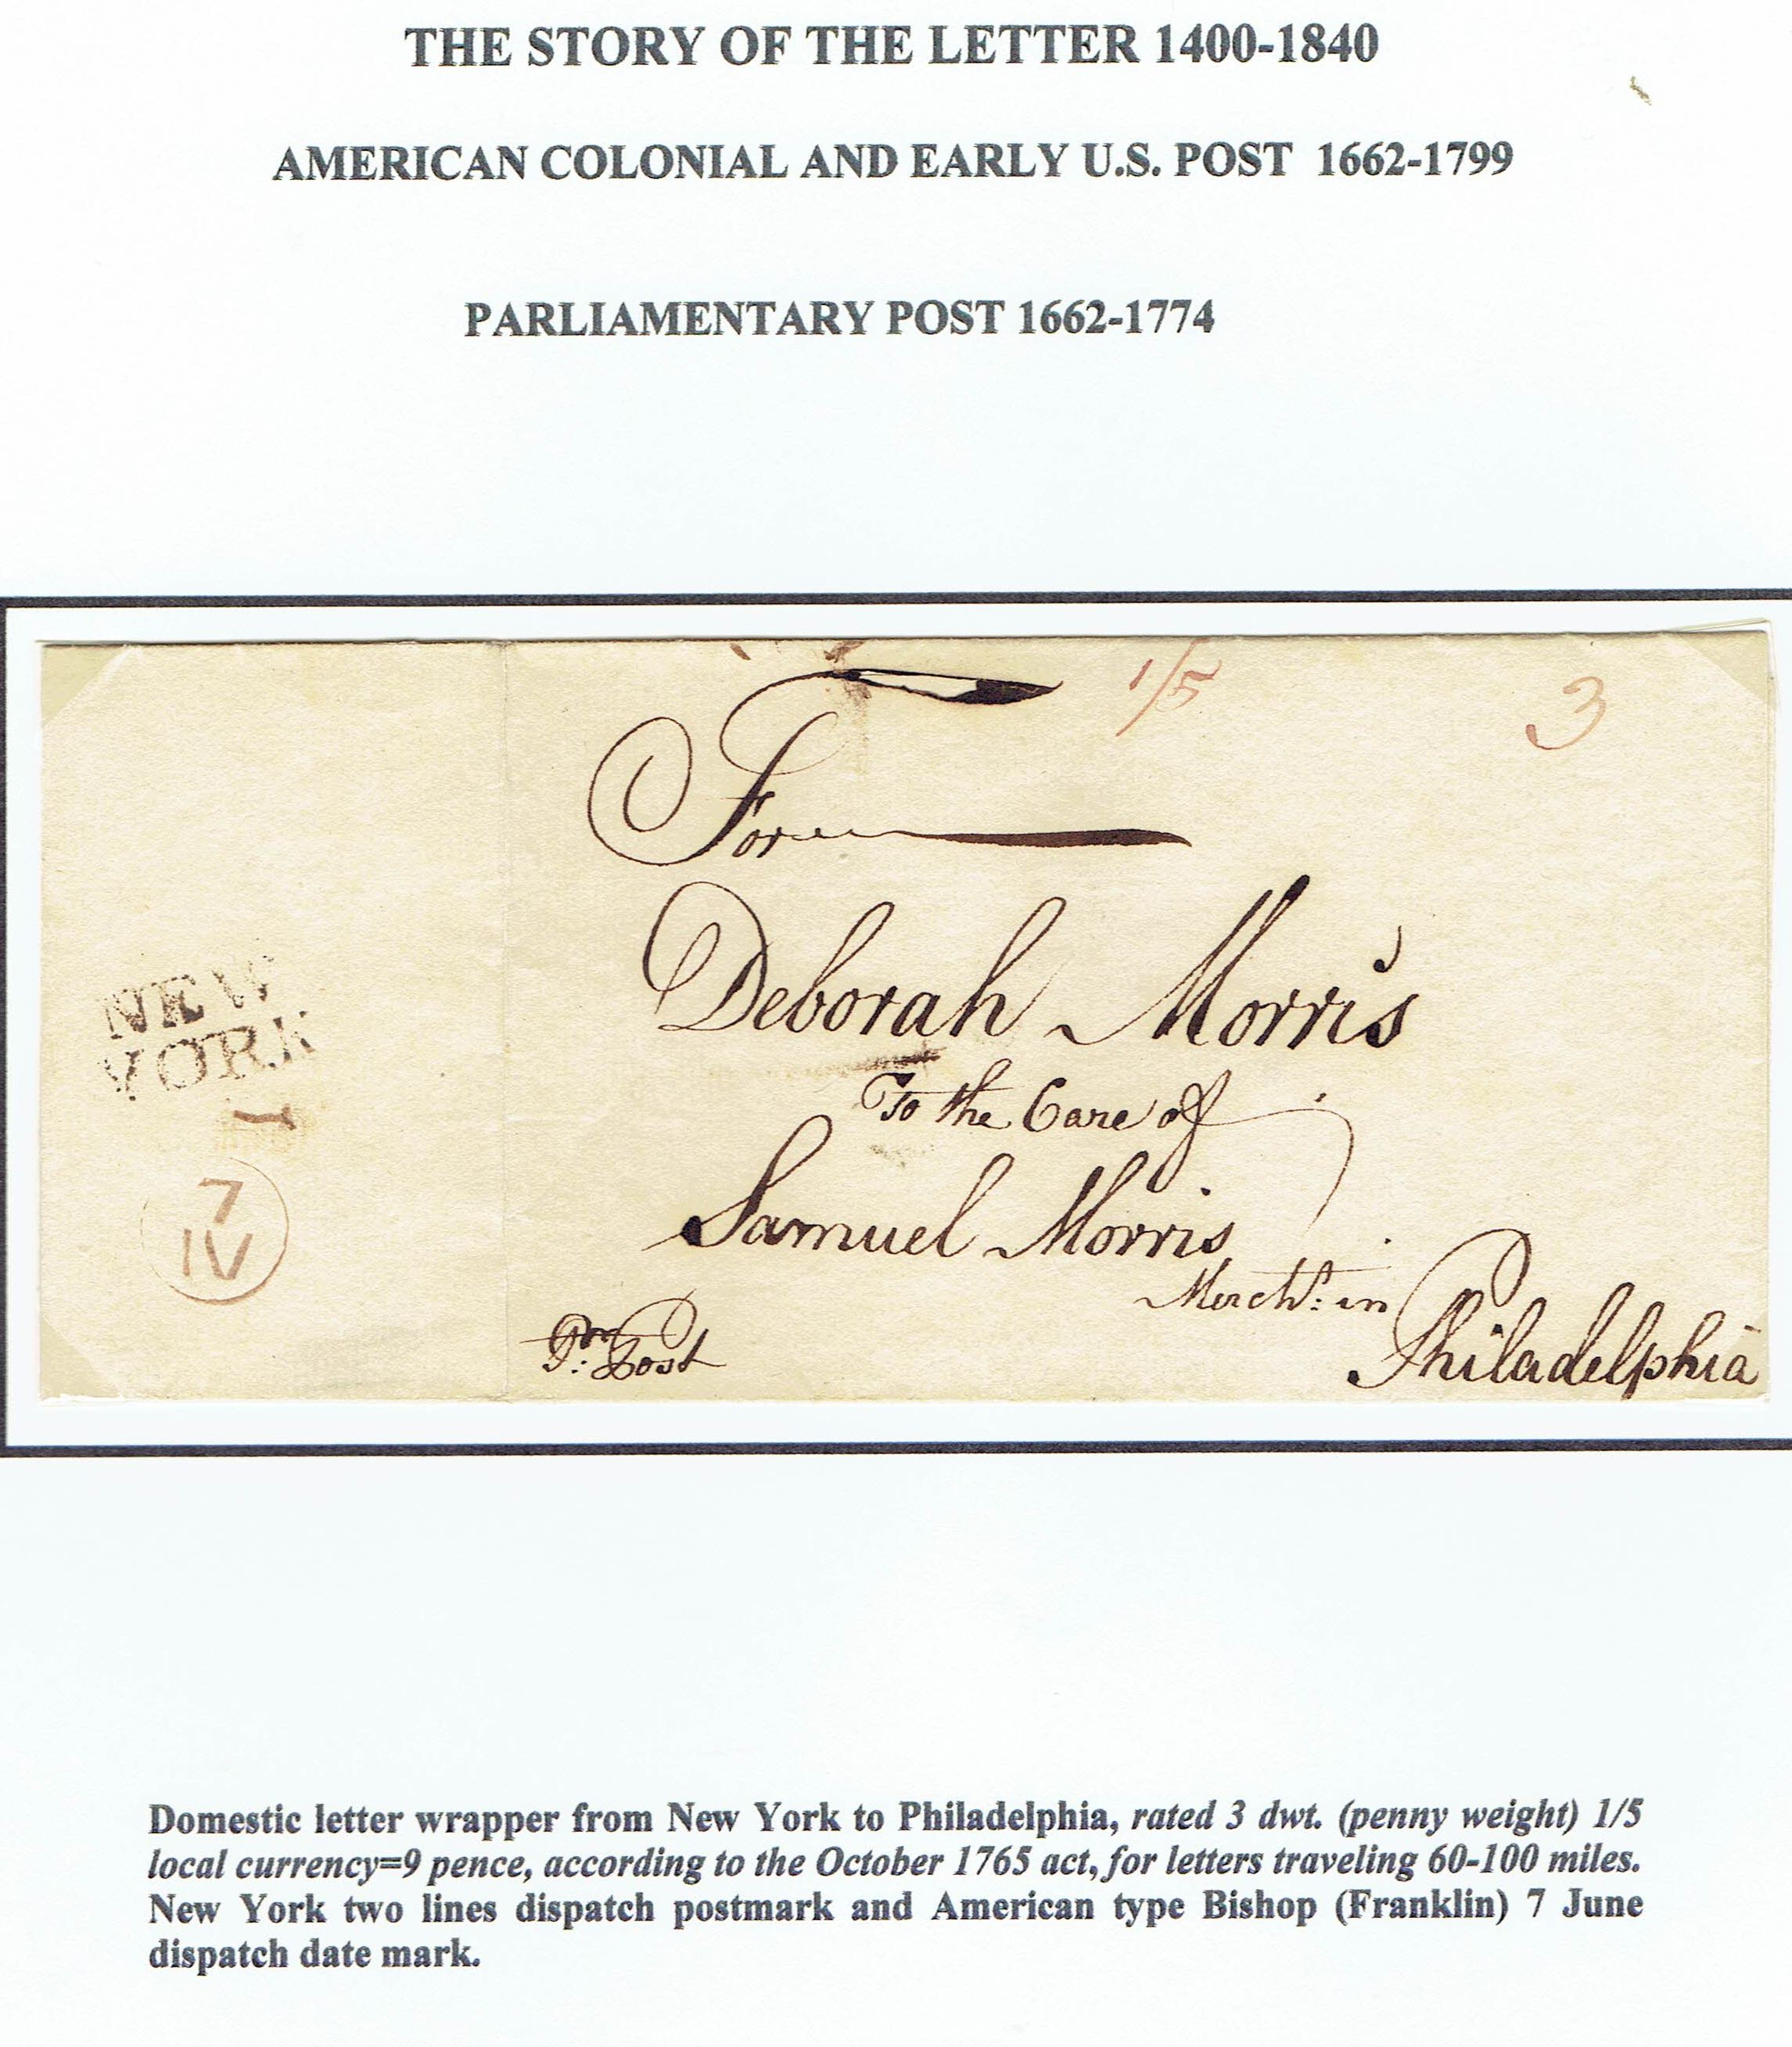 THE STORY OF THE LETTER 1400-1840
AMERICAN COLONIAL AND EARLY U.S. POST 1662-1799
PARLIAMENTARY POST 1662-1774
1/5
3
For
Deborah Morris
To the Care of
Samuel Morris
Mercht: in
Philadelphia
Pr: Post
NEW
YORK
7
IV
Domestic letter wrapper from New York to Philadelphia, rated 3 dwt. (penny weight) 1/5
local currency=9 pence, according to the October 1765 act, for letters traveling 60-100 miles.
New York two lines dispatch postmark and American type Bishop (Franklin) 7 June
dispatch date mark.